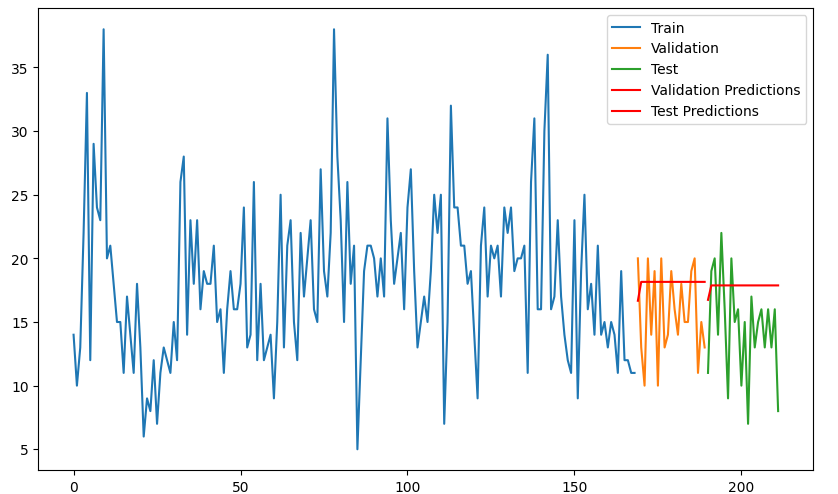 Train
Validation
Test
Validation Predictions
Test Predictions
35
30
25
20
15
10
5
0 50 100 150 200